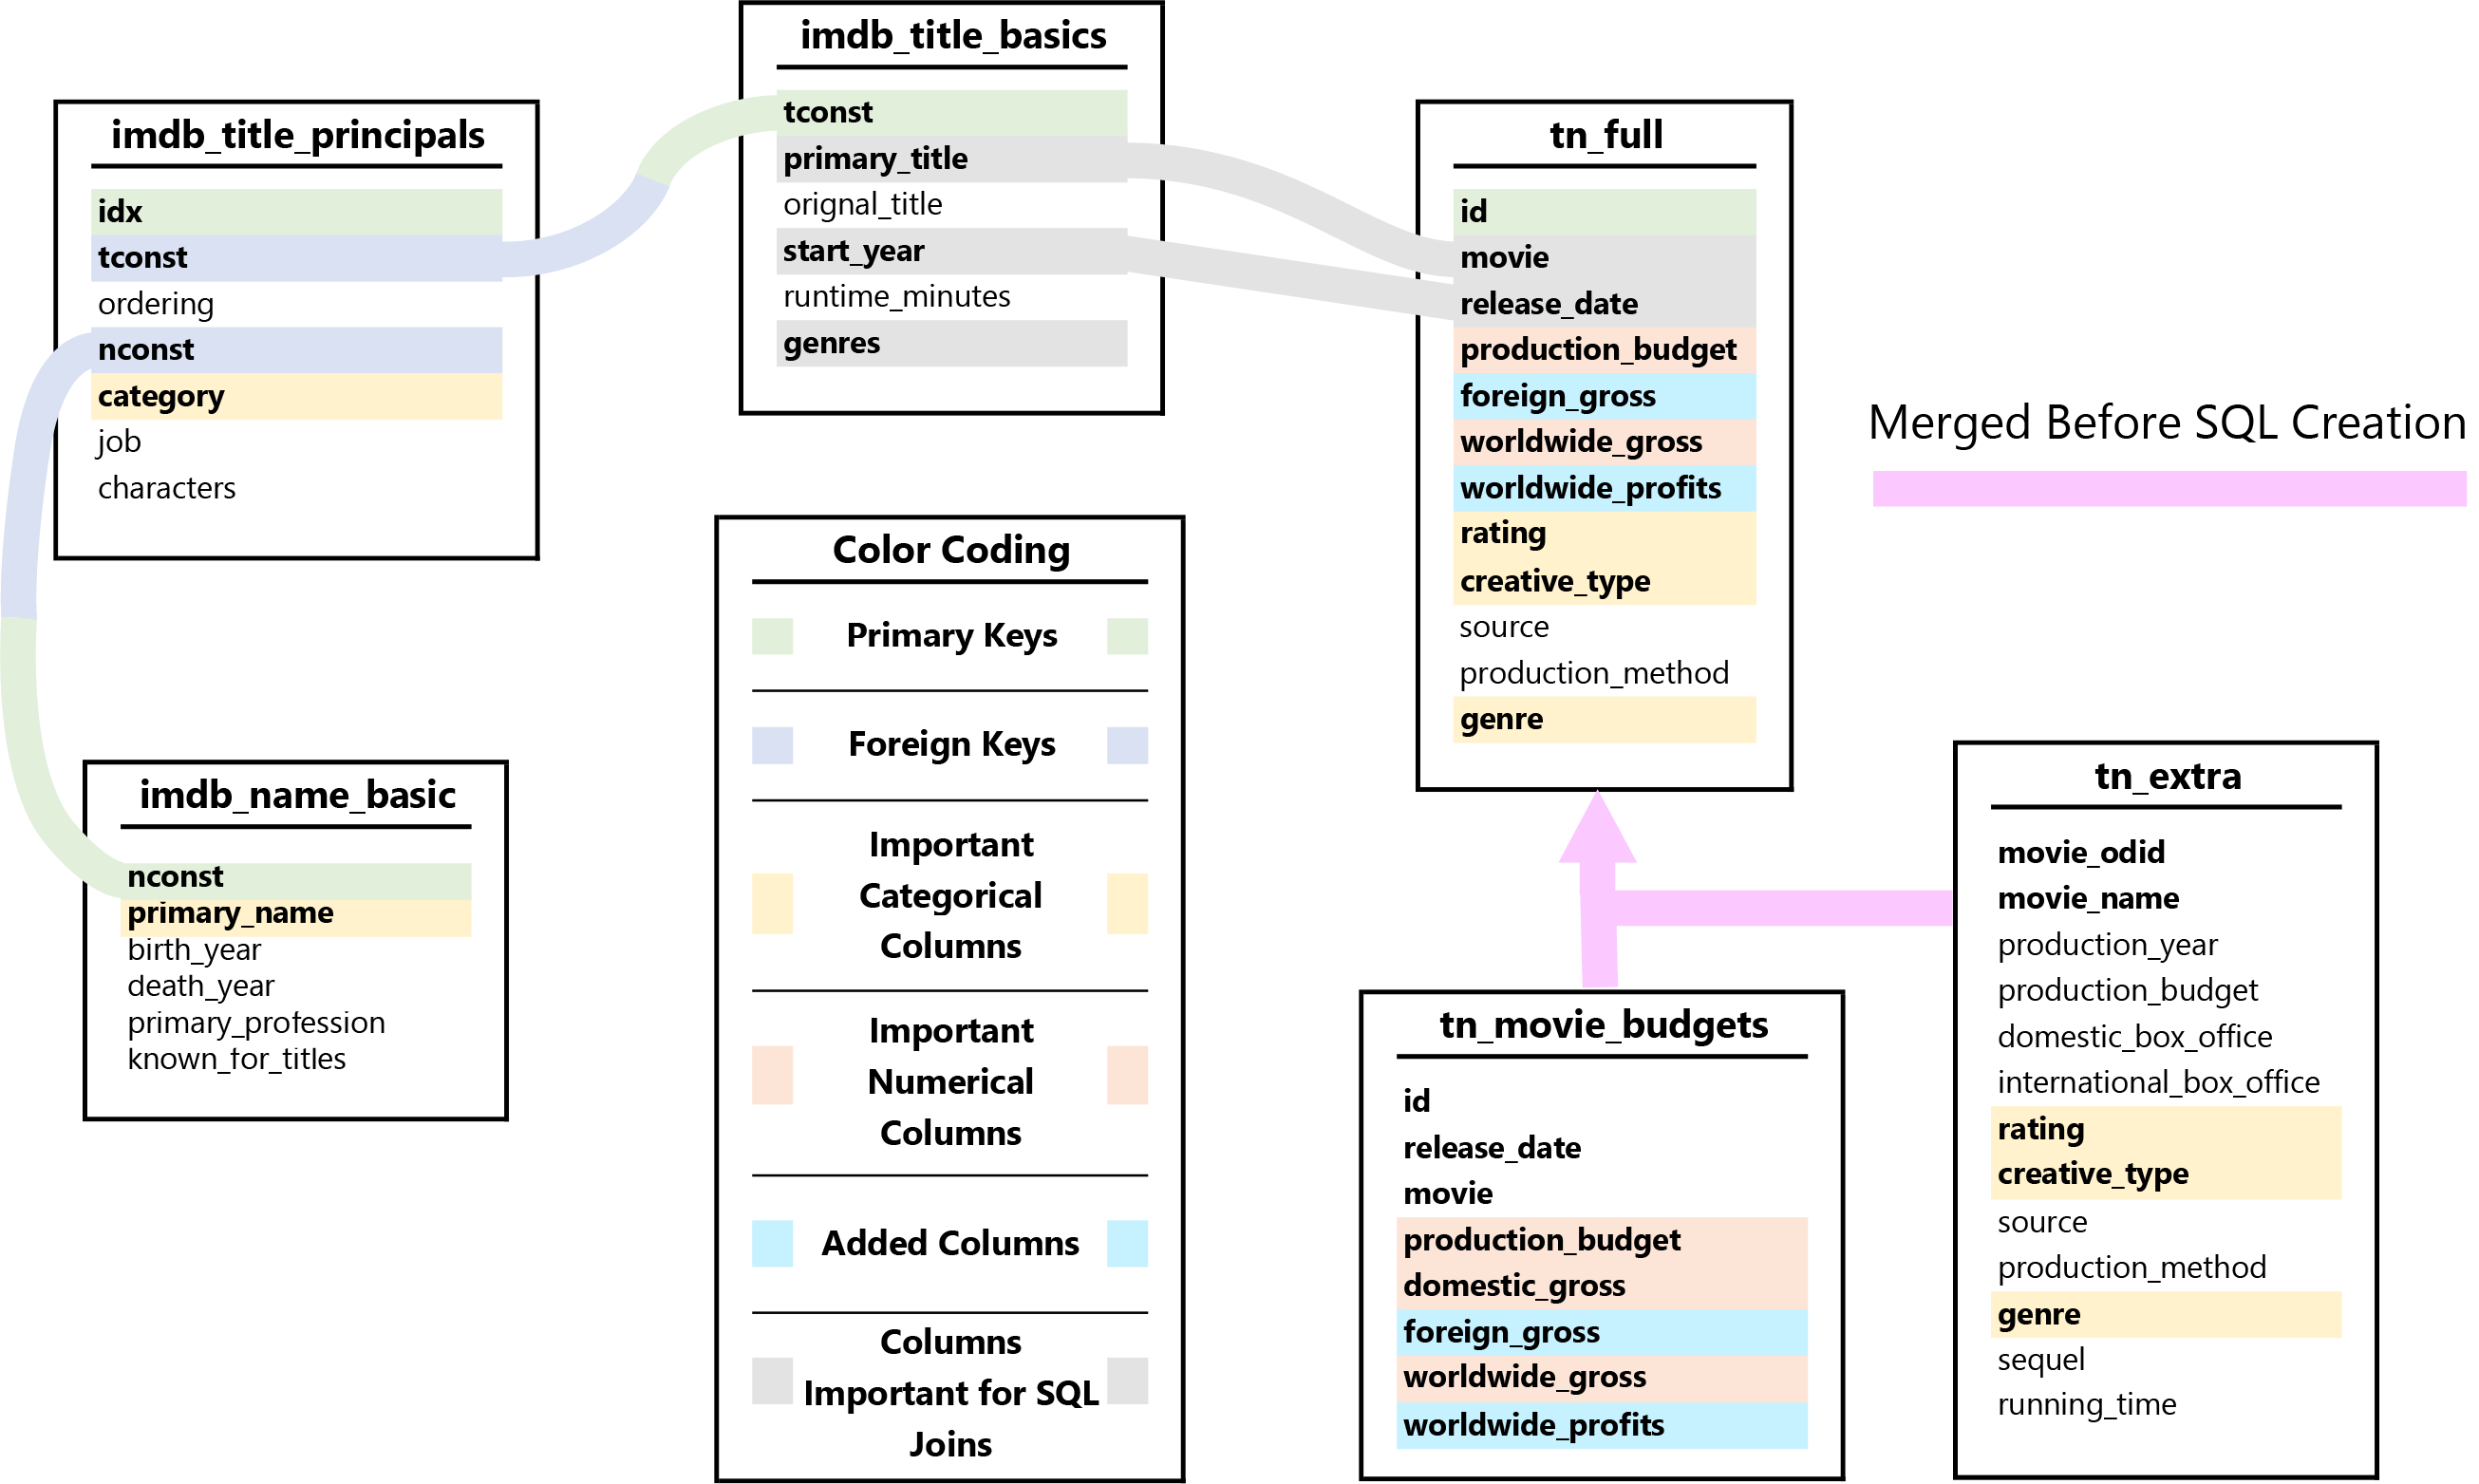 imdb_title_principals
idx
tconst
ordering
nconst
category
job
characters
imdb_title_basics
tconst
primary_title
orignal_title
start_year
runtime_minutes
genres
tn_full
id
movie
release_date
production_budget
foreign_gross
worldwide_gross
worldwide_profits
rating
creative_type
source
production_method
genre
Merged Before SQL Creation
imdb_name_basic
nconst
primary_name
birth_year
death_year
primary_profession
known_for_titles
Color Coding
Primary Keys
Foreign Keys
Important
Categorical
Columns
Important
Numerical
Columns
Added Columns
Columns
Important for SQL
Joins
tn_movie_budgets
id
release_date
movie
production_budget
domestic_gross
foreign_gross
worldwide_gross
worldwide_profits
tn_extra
movie_odid
movie_name
production_year
production_budget
domestic_box_office
international_box_office
rating
creative_type
source
production_method
genre
sequel
running_time